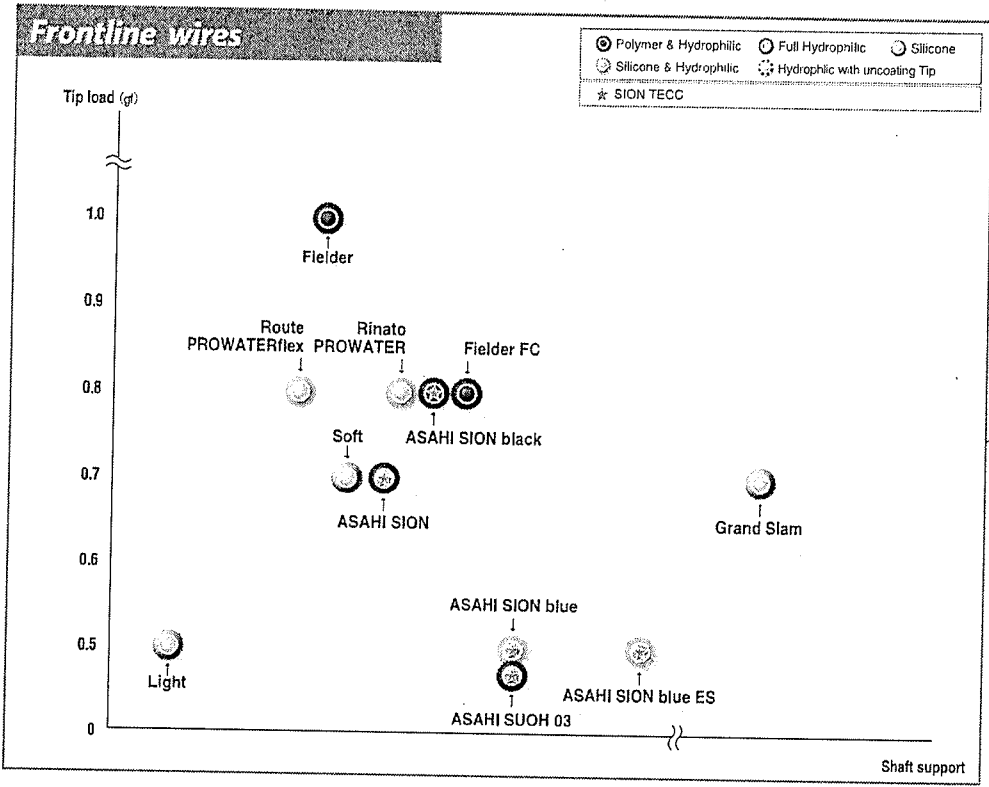 Frontline wires
Polymer & Hydrophilic
Full Hydrophilic
Silicone
Silicone & Hydrophilic
Hydrophlic with uncoating Tip
SION TECC
Tip load (gf)
1.0
Fielder
0.9
Route
PROWATERflex
Rinato
PROWATER
Fielder FC
0.8
ASAHI SION black
Soft
0.7
ASAHI SION
Grand Slam
0.6
ASAHI SION blue
0.5
Light
ASAHI SION blue ES
ASAHI SUOH 03
0
Shaft support